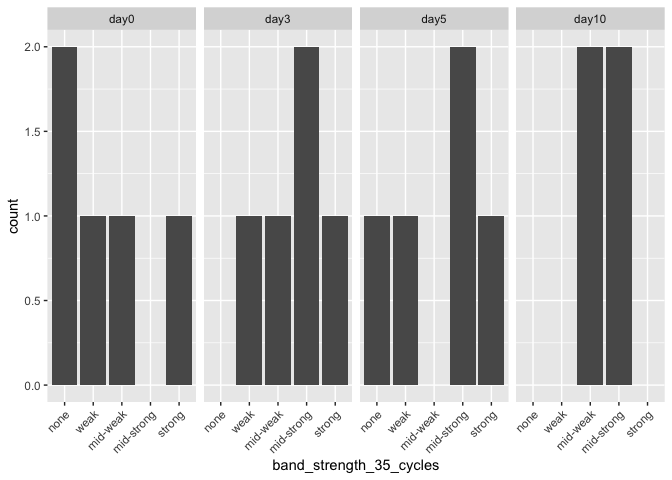 day0 day3 day5 day10
2.0
1.5
1.0
0.5
0.0
count
none weak mid-weak mid-strong strong none weak mid-weak mid-strong strong none weak mid-weak mid-strong strong none weak mid-weak mid-strong strong
band_strength_35_cycles